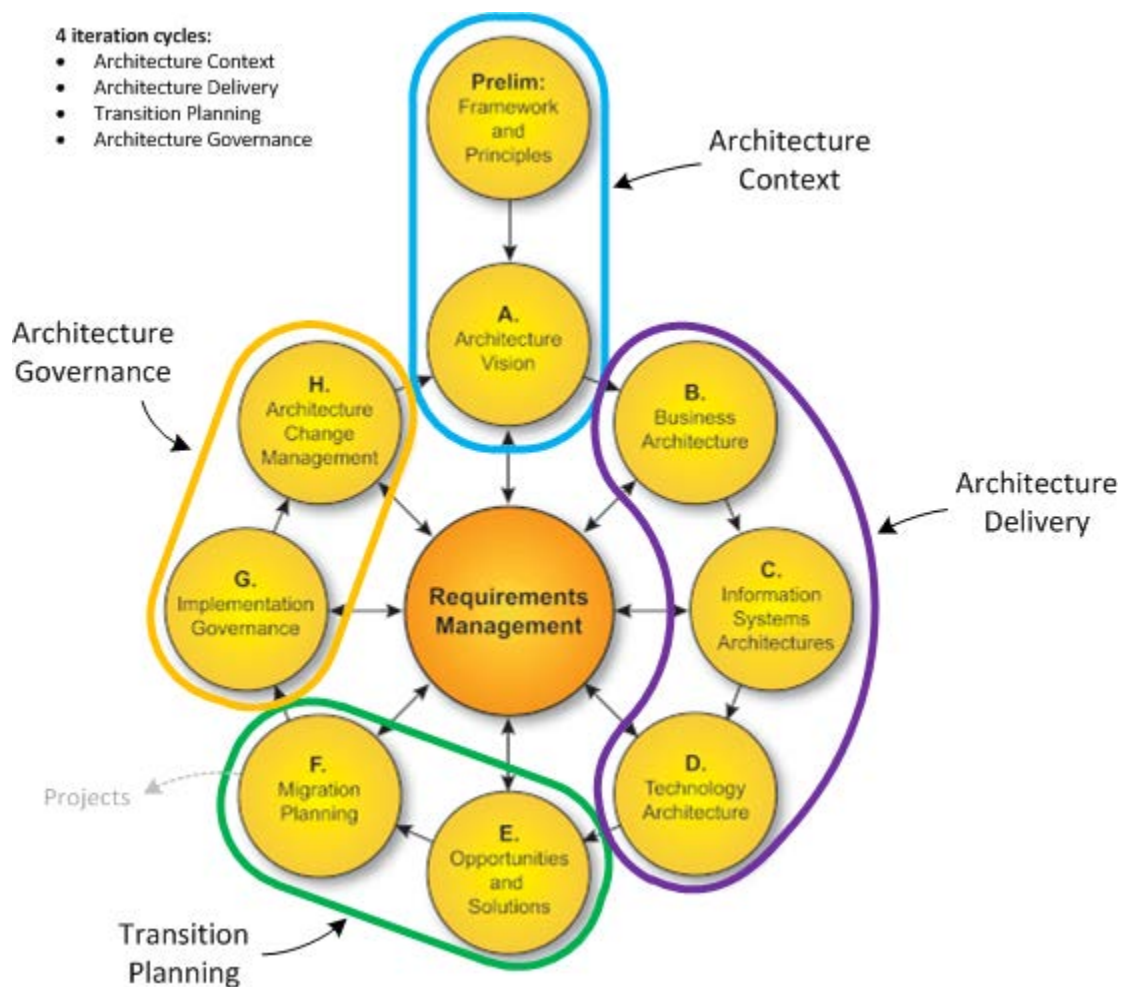 4 iteration cycles:
• Architecture Context
• Architecture Delivery
• Transition Planning
• Architecture Governance
Prelim:
Framework
and
Principles
Architecture
Context
A.
Architecture
Vision
Architecture
Governance
H.
Architecture
Change
Management
B.
Business
Architecture
Architecture
Delivery
G.
Implementation
Governance
Requirements
Management
C.
Information
Systems
Architectures
F.
Migration
Planning
Projects
D.
Technology
Architecture
E.
Opportunities
and
Solutions
Transition
Planning